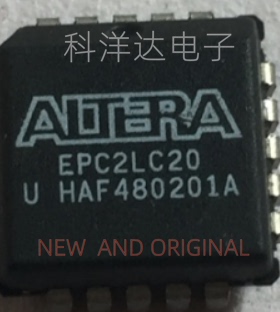 科洋达电子
ALTERA
EPC2LC20
U HAF480201A
NEW AND ORIGINAL